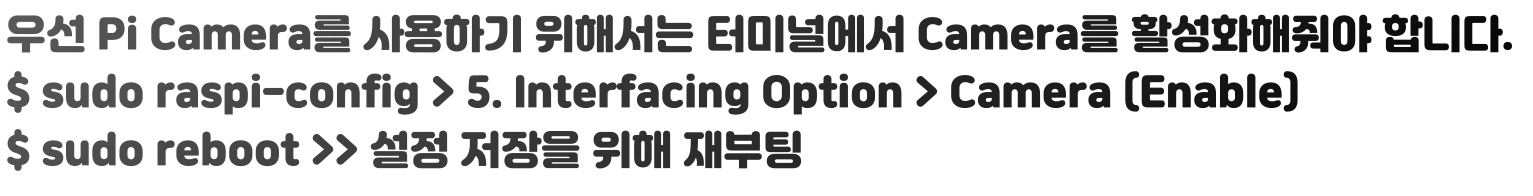 우선 Pi Camera를 사용하기 위해서는 터미널에서 Camera를 활성화해줘야 합니다.
$ sudo raspi-config > 5. Interfacing Option > Camera (Enable)
$ sudo reboot >> 설정 저장을 위해 재부팅